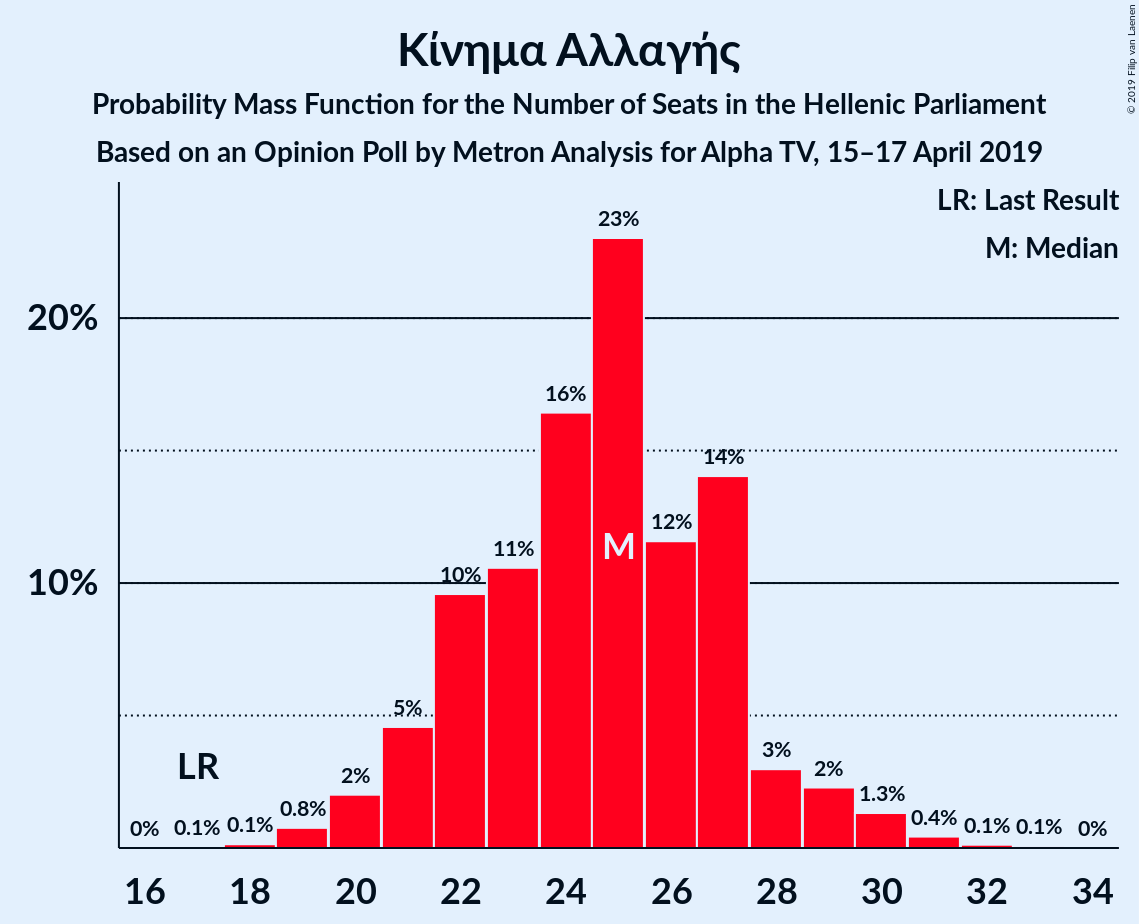 Κίνημα Αλλαγής
Probability Mass Function for the Number of Seats in the Hellenic Parliament
Based on an Opinion Poll by Metron Analysis for Alpha TV, 15–17 April 2019
© 2019 Filip van Laenen
LR: Last Result
M: Median
23%
20%
16%
14%
12%
M
11%
10%
10%
5%
LR
3%
2%
2%
1.3%
0.8%
0.4%
0% 0.1% 0.1% 0.1% 0.1% 0%
16 18 20 22 24 26 28 30 32 34